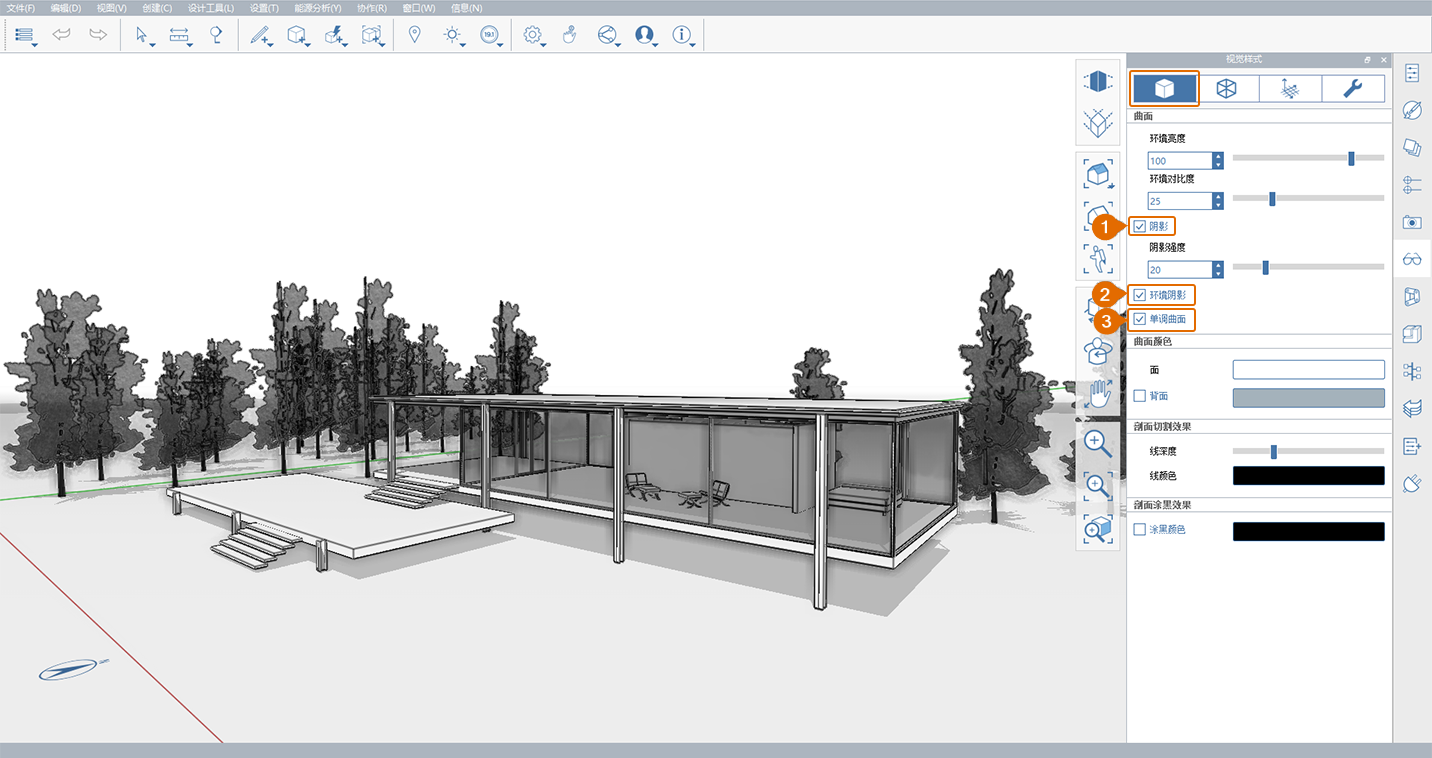 文件(F) 编辑(D) 视图(V) 创建(C) 设计工具(L) 设置(T) 能源分析(Y) 协作(R) 窗口(W) 信息(N)
19.1
视觉样式
曲面
环境亮度
100
环境对比度
25
1 阴影
阴影强度
20
2 环境阴影
3 单调曲面
曲面颜色
面
背面
剖面切割效果
线深度
线颜色
剖面涂黑效果
涂黑颜色